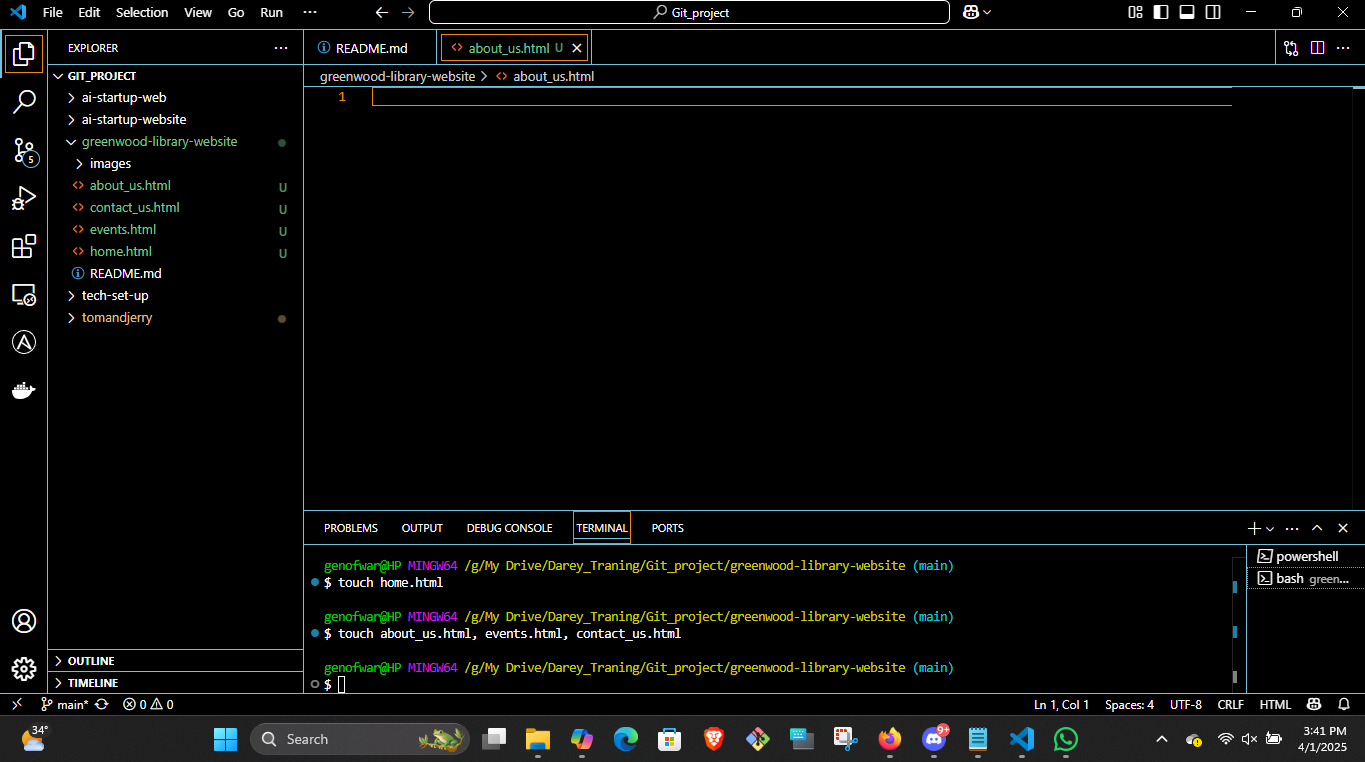 File Edit Selection View Go Run ··· Git_project
EXPLORER ···
README.md
about_us.html U
GIT_PROJECT
greenwood-library-website > about_us.html
ai-startup-web
1
ai-startup-website
greenwood-library-website
images
about_us.html U
contact_us.html U
events.html U
home.html U
README.md
tech-set-up
tomandjerry
5
PROBLEMS OUTPUT DEBUG CONSOLE TERMINAL PORTS
genofwar@HP MINGW64 /g/My Drive/Darey_Traning/Git_project/greenwood-library-website (main)
$ touch home.html
genofwar@HP MINGW64 /g/My Drive/Darey_Traning/Git_project/greenwood-library-website (main)
$ touch about_us.html, events.html, contact_us.html
genofwar@HP MINGW64 /g/My Drive/Darey_Traning/Git_project/greenwood-library-website (main)
$
powershell
bash green...
OUTLINE
TIMELINE
main* 0 0 Ln 1, Col 1 Spaces: 4 UTF-8 CRLF HTML
34°
Search
9+
3:41 PM
4/1/2025